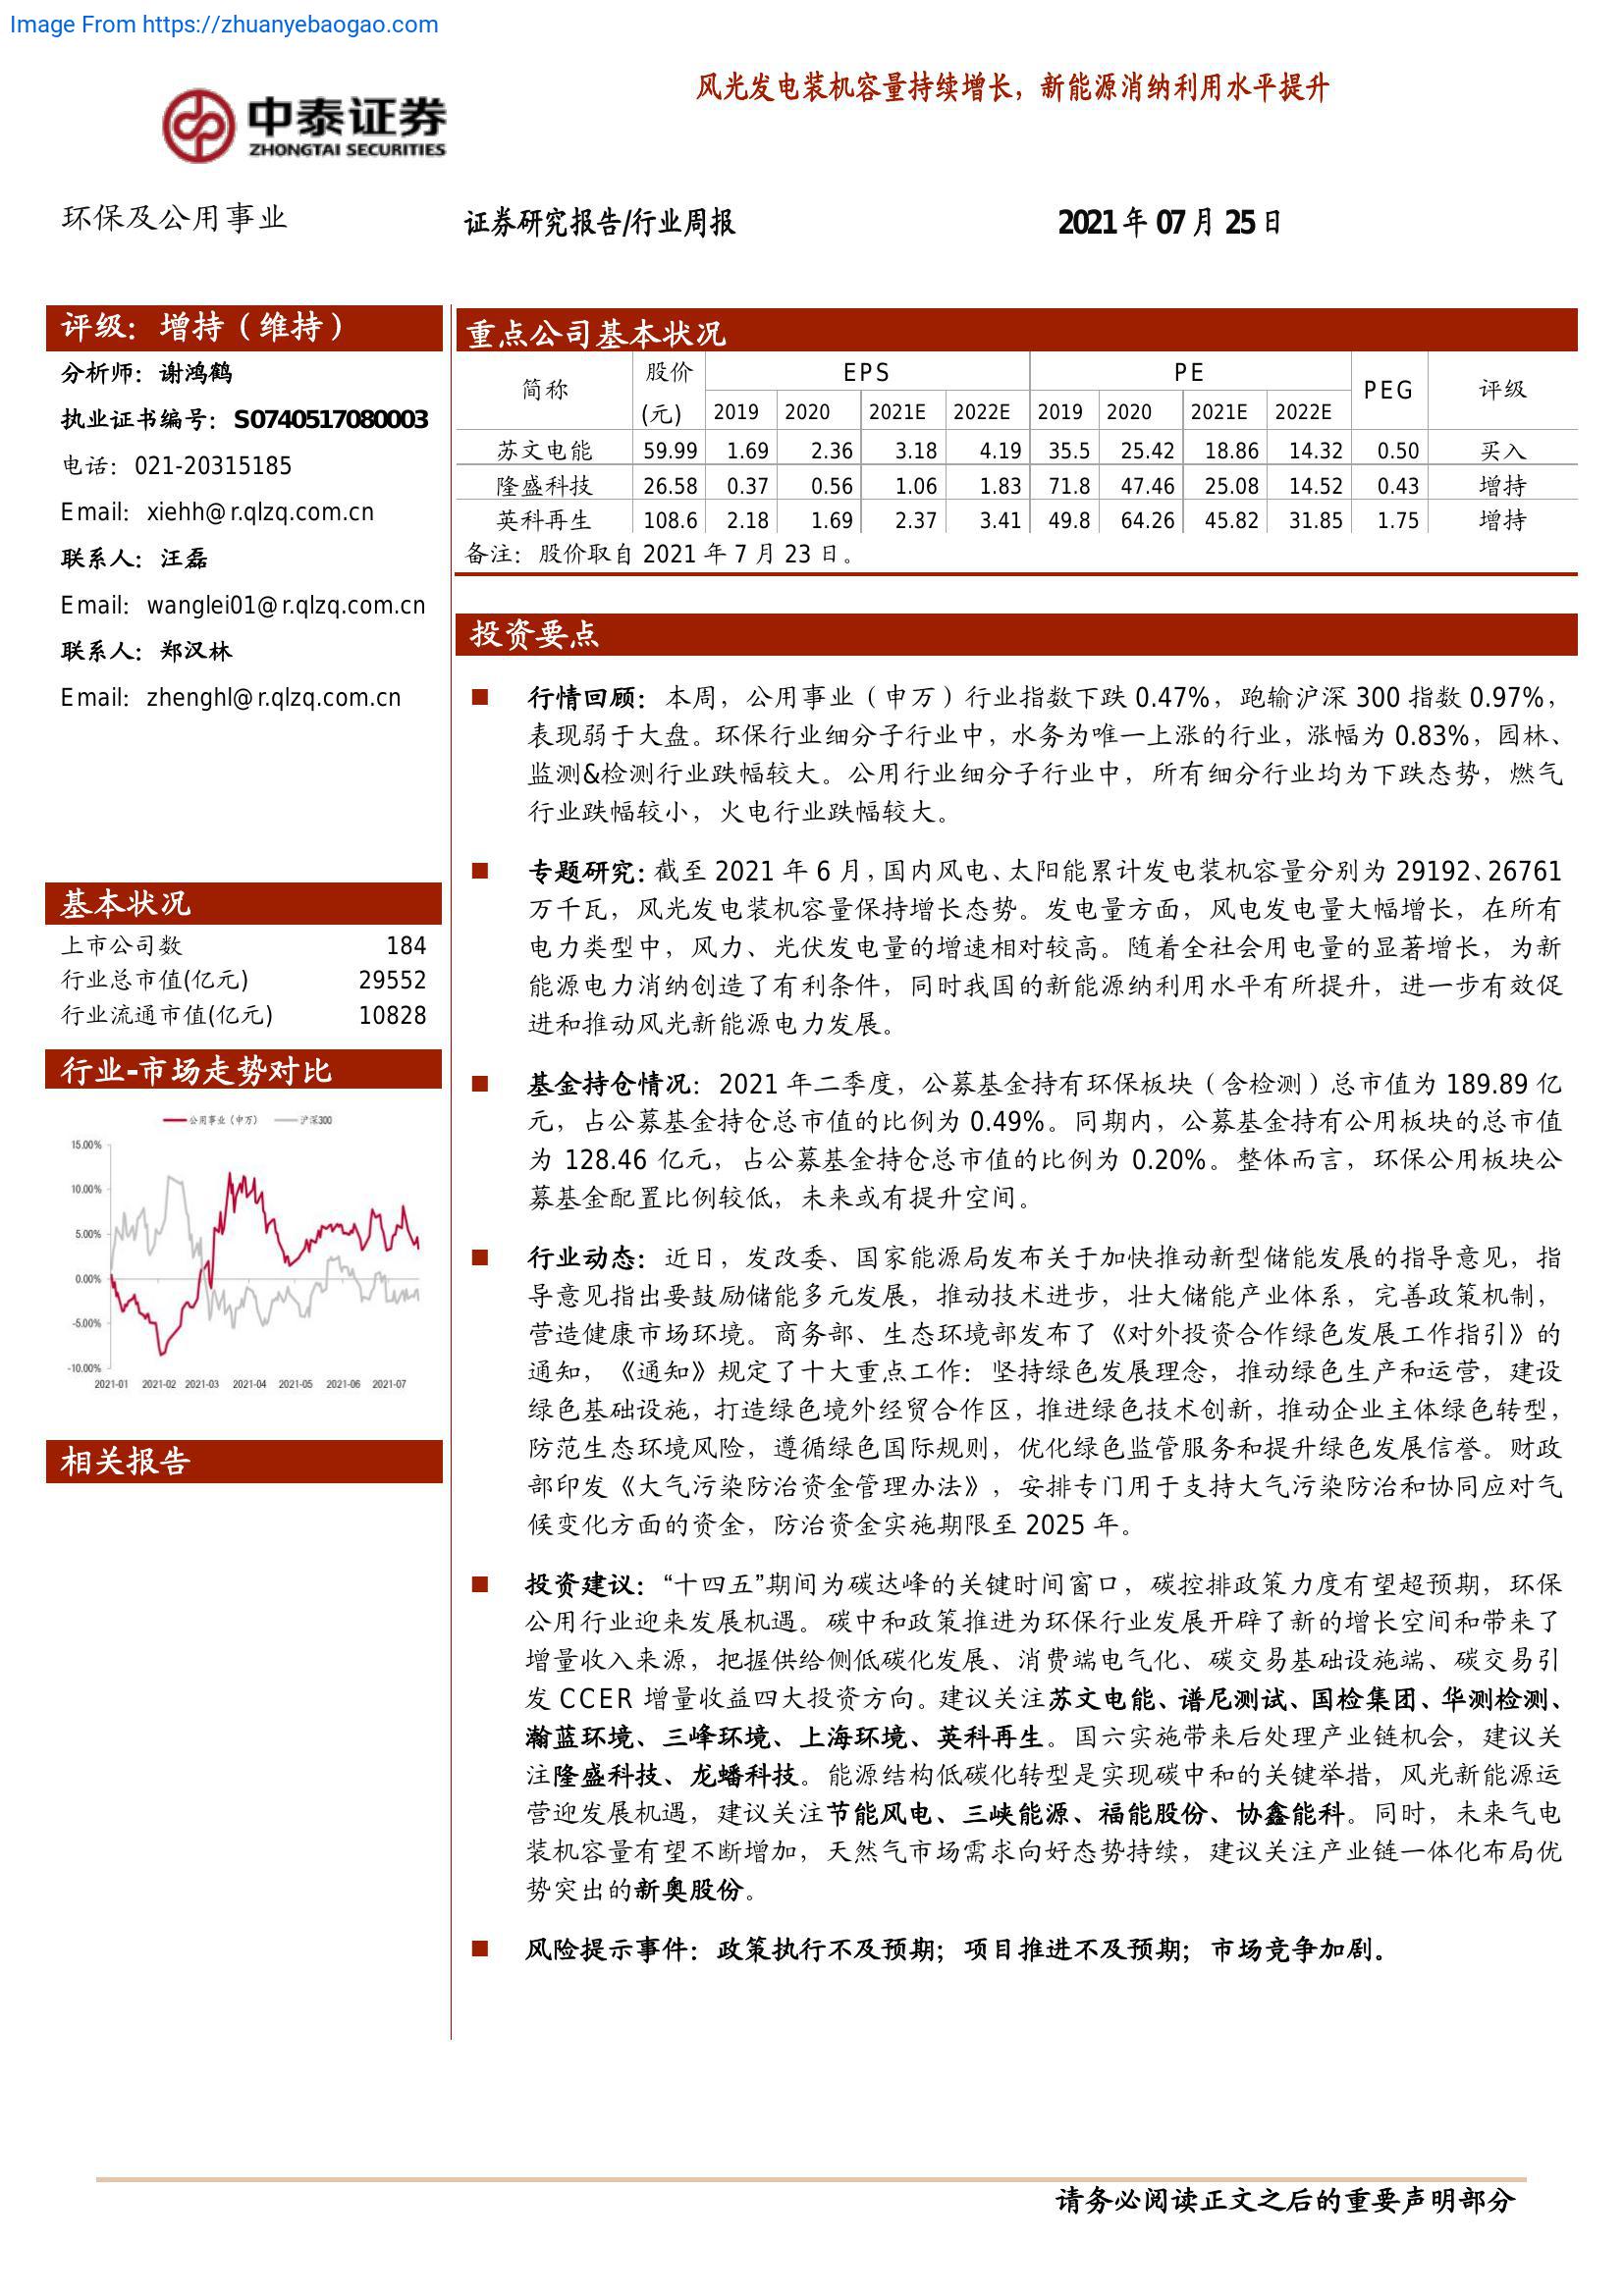 Image From https://zhuanyebaogao.com
风光发电装机容量持续增长，新能源消纳利用水平提升
中泰证券
ZHONGTAI SECURITIES
环保及公用事业
证券研究报告/行业周报
2021 年 07 月 25 日
评级：增持（维持）
分析师：谢鸿鹤
执业证书编号：S0740517080003
电话：021-20315185
Email：xiehh@r.qlzq.com.cn
联系人：汪磊
Email：wanglei01@r.qlzq.com.cn
联系人：郑汉林
Email：zhenghl@r.qlzq.com.cn
基本状况
上市公司数 184
行业总市值(亿元) 29552
行业流通市值(亿元) 10828
行业-市场走势对比
公用事业（申万） 沪深300
15.00%
10.00%
5.00%
0.00%
-5.00%
-10.00%
2021-01 2021-02 2021-03 2021-04 2021-05 2021-06 2021-07
相关报告
重点公司基本状况
简称 股价(元) EPS PE PEG 评级
2019 2020 2021E 2022E 2019 2020 2021E 2022E
苏文电能 59.99 1.69 2.36 3.18 4.19 35.5 25.42 18.86 14.32 0.50 买入
隆盛科技 26.58 0.37 0.56 1.06 1.83 71.8 47.46 25.08 14.52 0.43 增持
英科再生 108.6 2.18 1.69 2.37 3.41 49.8 64.26 45.82 31.85 1.75 增持
备注：股价取自 2021 年 7 月 23 日。
投资要点
■ 行情回顾：本周，公用事业（申万）行业指数下跌 0.47%，跑输沪深 300 指数 0.97%，
表现弱于大盘。环保行业细分子行业中，水务为唯一上涨的行业，涨幅为 0.83%，园林、
监测&检测行业跌幅较大。公用行业细分子行业中，所有细分行业均为下跌态势，燃气
行业跌幅较小，火电行业跌幅较大。
■ 专题研究：截至 2021 年 6 月，国内风电、太阳能累计发电装机容量分别为 29192、26761
万千瓦，风光发电装机容量保持增长态势。发电量方面，风电发电量大幅增长，在所有
电力类型中，风力、光伏发电量的增速相对较高。随着全社会用电量的显著增长，为新
能源电力消纳创造了有利条件，同时我国的新能源纳利用水平有所提升，进一步有效促
进和推动风光新能源电力发展。
■ 基金持仓情况：2021 年二季度，公募基金持有环保板块（含检测）总市值为 189.89 亿
元，占公募基金持仓总市值的比例为 0.49%。同期内，公募基金持有公用板块的总市值
为 128.46 亿元，占公募基金持仓总市值的比例为 0.20%。整体而言，环保公用板块公
募基金配置比例较低，未来或有提升空间。
■ 行业动态：近日，发改委、国家能源局发布关于加快推动新型储能发展的指导意见，指
导意见指出要鼓励储能多元发展，推动技术进步，壮大储能产业体系，完善政策机制，
营造健康市场环境。商务部、生态环境部发布了《对外投资合作绿色发展工作指引》的
通知，《通知》规定了十大重点工作：坚持绿色发展理念，推动绿色生产和运营，建设
绿色基础设施，打造绿色境外经贸合作区，推进绿色技术创新，推动企业主体绿色转型，
防范生态环境风险，遵循绿色国际规则，优化绿色监管服务和提升绿色发展信誉。财政
部印发《大气污染防治资金管理办法》，安排专门用于支持大气污染防治和协同应对气
候变化方面的资金，防治资金实施期限至 2025 年。
■ 投资建议：“十四五”期间为碳达峰的关键时间窗口，碳控排政策力度有望超预期，环保
公用行业迎来发展机遇。碳中和政策推进为环保行业发展开辟了新的增长空间和带来了
增量收入来源，把握供给侧低碳化发展、消费端电气化、碳交易基础设施端、碳交易引
发 CCER 增量收益四大投资方向。建议关注苏文电能、谱尼测试、国检集团、华测检测、
瀚蓝环境、三峰环境、上海环境、英科再生。国六实施带来后处理产业链机会，建议关
注隆盛科技、龙蟠科技。能源结构低碳化转型是实现碳中和的关键举措，风光新能源运
营迎发展机遇，建议关注节能风电、三峡能源、福能股份、协鑫能科。同时，未来气电
装机容量有望不断增加，天然气市场需求向好态势持续，建议关注产业链一体化布局优
势突出的新奥股份。
■ 风险提示事件：政策执行不及预期；项目推进不及预期；市场竞争加剧。
请务必阅读正文之后的重要声明部分